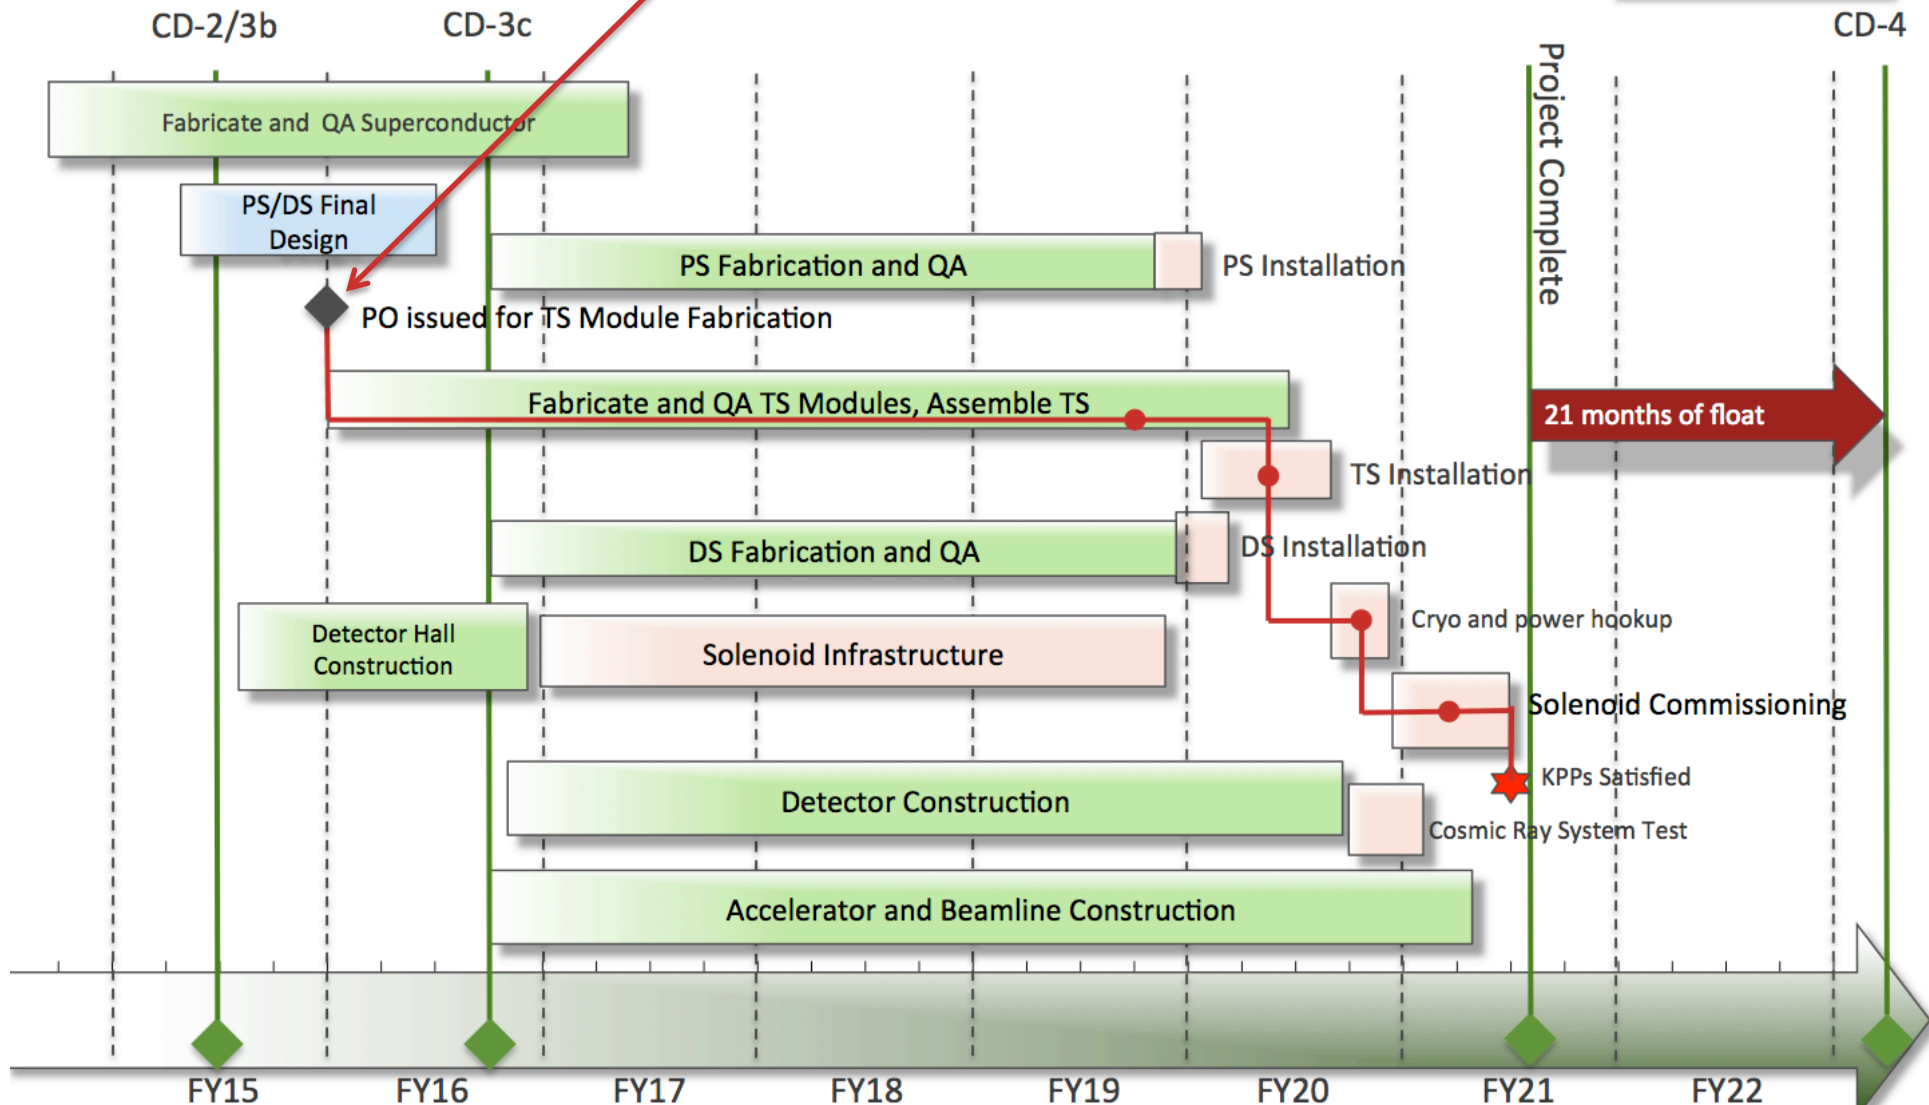 CD-2/3b
CD-3c
CD-4
Project Complete
Fabricate and QA Superconductor
PS/DS Final
Design
PS Fabrication and QA
PS Installation
PO issued for TS Module Fabrication
Fabricate and QA TS Modules, Assemble TS
21 months of float
TS Installation
DS Fabrication and QA
DS Installation
Detector Hall
Construction
Solenoid Infrastructure
Cryo and power hookup
Solenoid Commissioning
KPPs Satisfied
Detector Construction
Cosmic Ray System Test
Accelerator and Beamline Construction
FY15
FY16
FY17
FY18
FY19
FY20
FY21
FY22